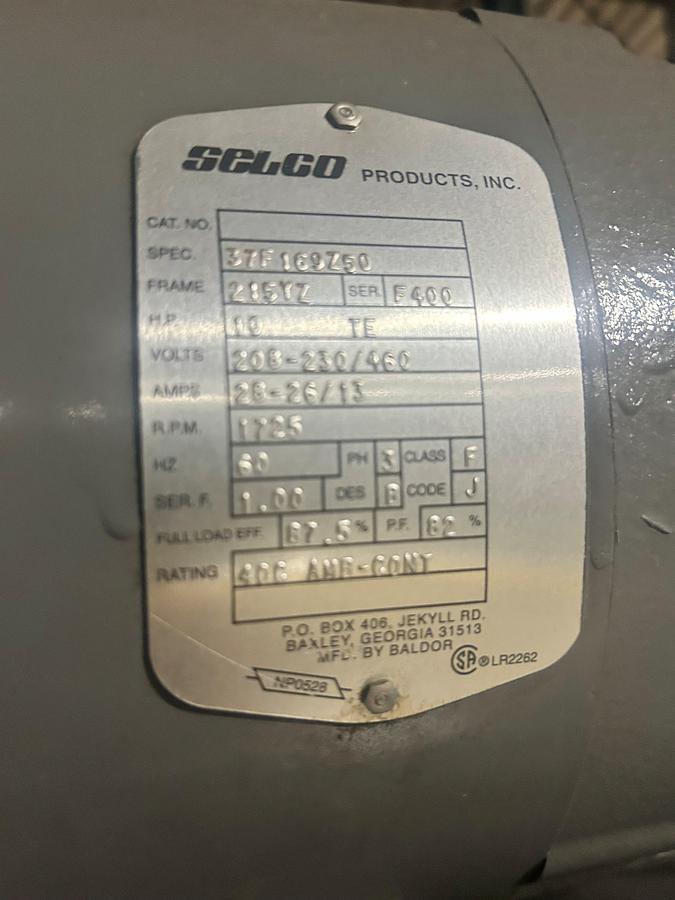 SELCO PRODUCTS, INC.
CAT. NO.
SPEC. 37F169Z50
FRAME 215YZ SER. F400
H.P. 10 TE
VOLTS 208-230/460
AMPS 28-26/13
R.P.M. 1725
HZ 60 PH 3 CLASS F
SER. F. 1.00 DES B CODE J
FULL LOAD EFF. 87.5 % P.F. 82 %
RATING 40C AMB-CONT
P.O. BOX 406, JEKYLL RD.
BAXLEY, GEORGIA 31513
MFD. BY BALDOR
SA ® LR2262
NP0528